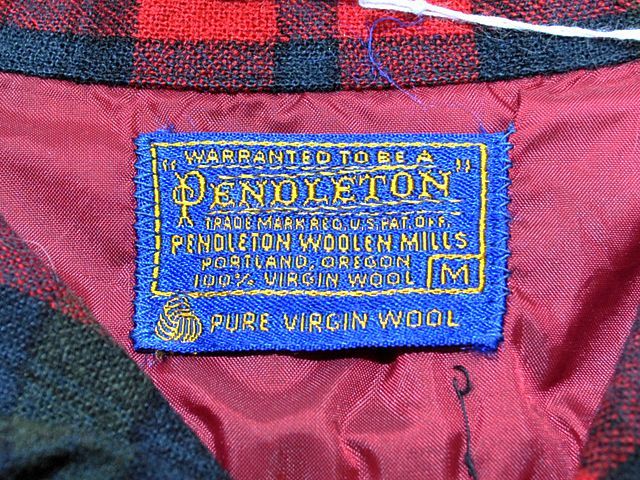 WARRANTED TO BE A
"PENDLETON"
TRADE MARK REG. U.S. PAT. OFF.
PENDLETON WOOLEN MILLS
PORTLAND, OREGON
100% VIRGIN WOOL M
PURE VIRGIN WOOL